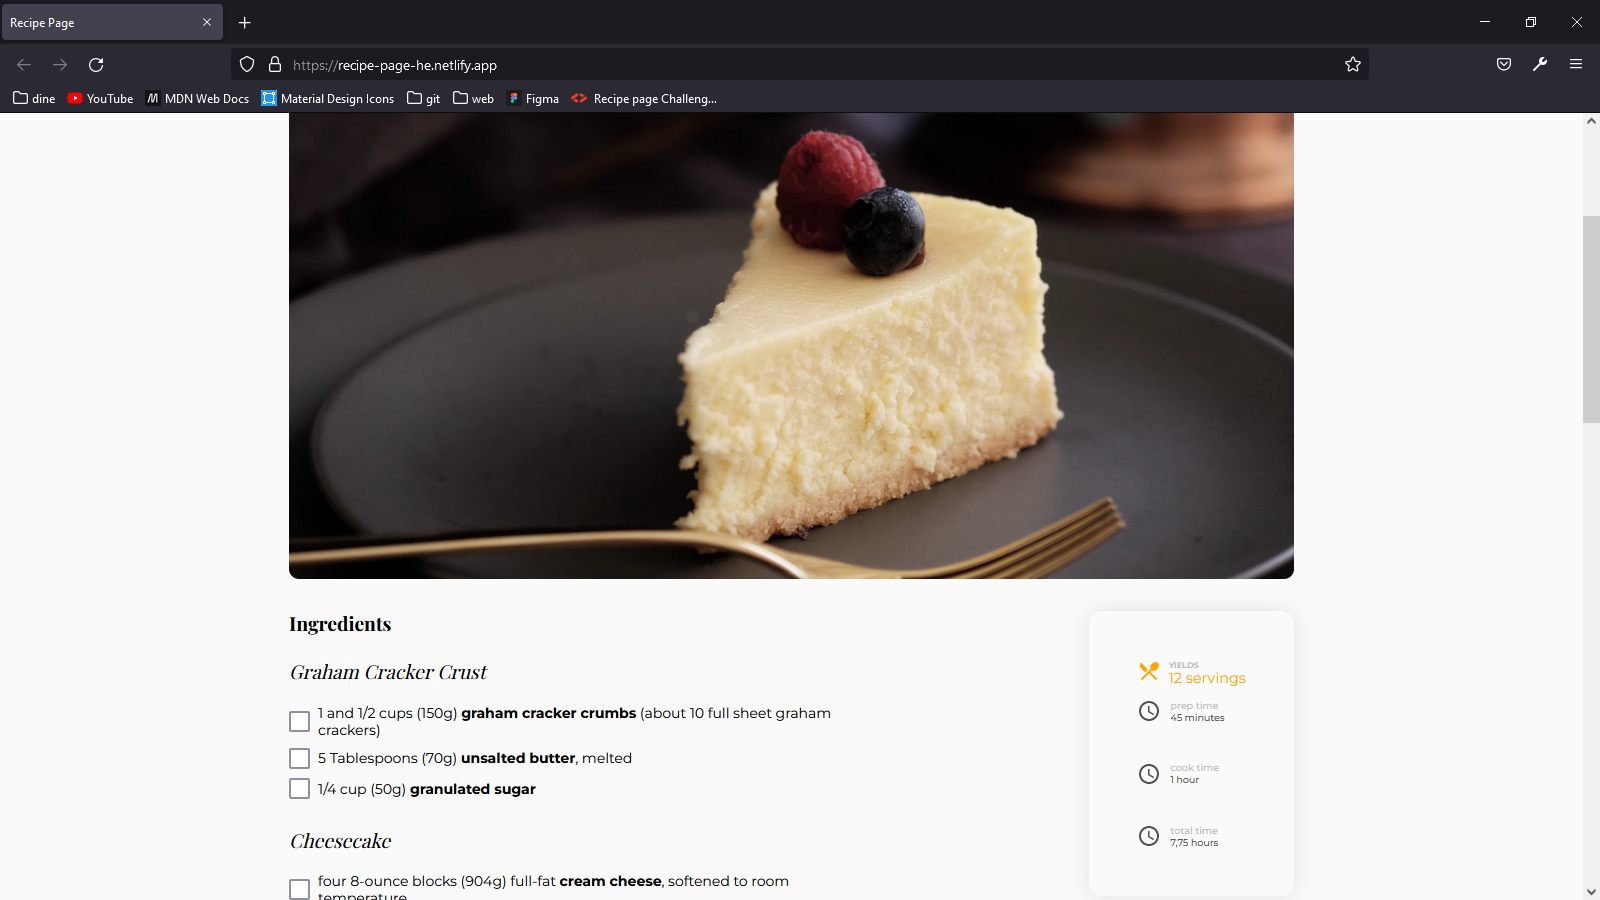 Recipe Page
https://recipe-page-he.netlify.app
dine YouTube MDN Web Docs Material Design Icons git web Figma Recipe page Challeng...
Ingredients
Graham Cracker Crust
1 and 1/2 cups (150g) graham cracker crumbs (about 10 full sheet graham
crackers)
5 Tablespoons (70g) unsalted butter, melted
1/4 cup (50g) granulated sugar
Cheesecake
four 8-ounce blocks (904g) full-fat cream cheese, softened to room
temperature
YIELDS
12 servings
prep time
45 minutes
cook time
1 hour
total time
7,75 hours